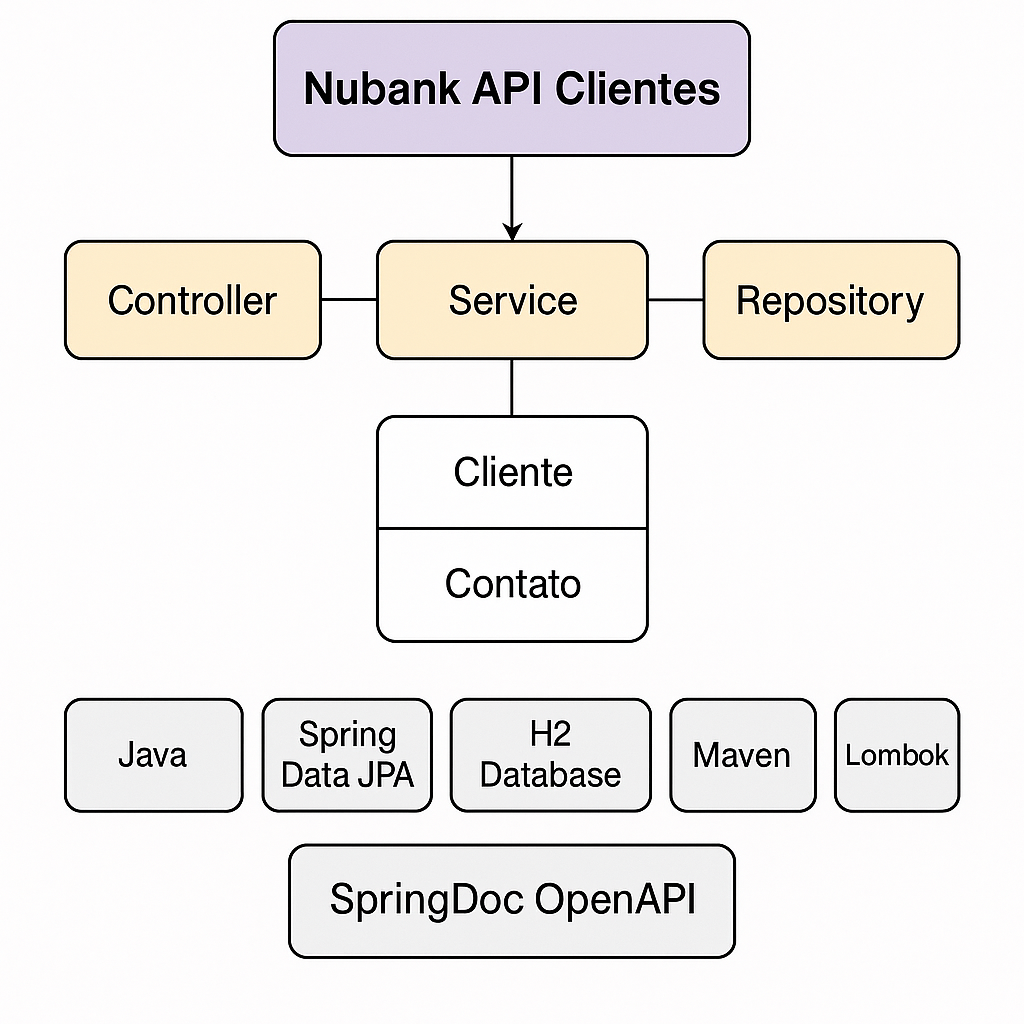 Nubank API Clientes
Controller
Service
Repository
Cliente
Contato
Java
Spring
Data JPA
H2
Database
Maven
Lombok
SpringDoc OpenAPI